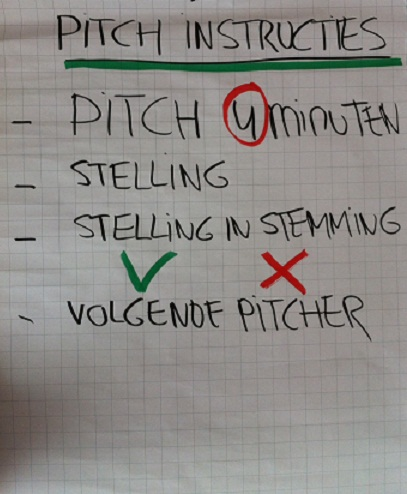 PITCH INSTRUCTIES
- PITCH 4 MINUTEN
- STELLING
- STELLING IN STEMMING
- VOLGENDE PITCHER